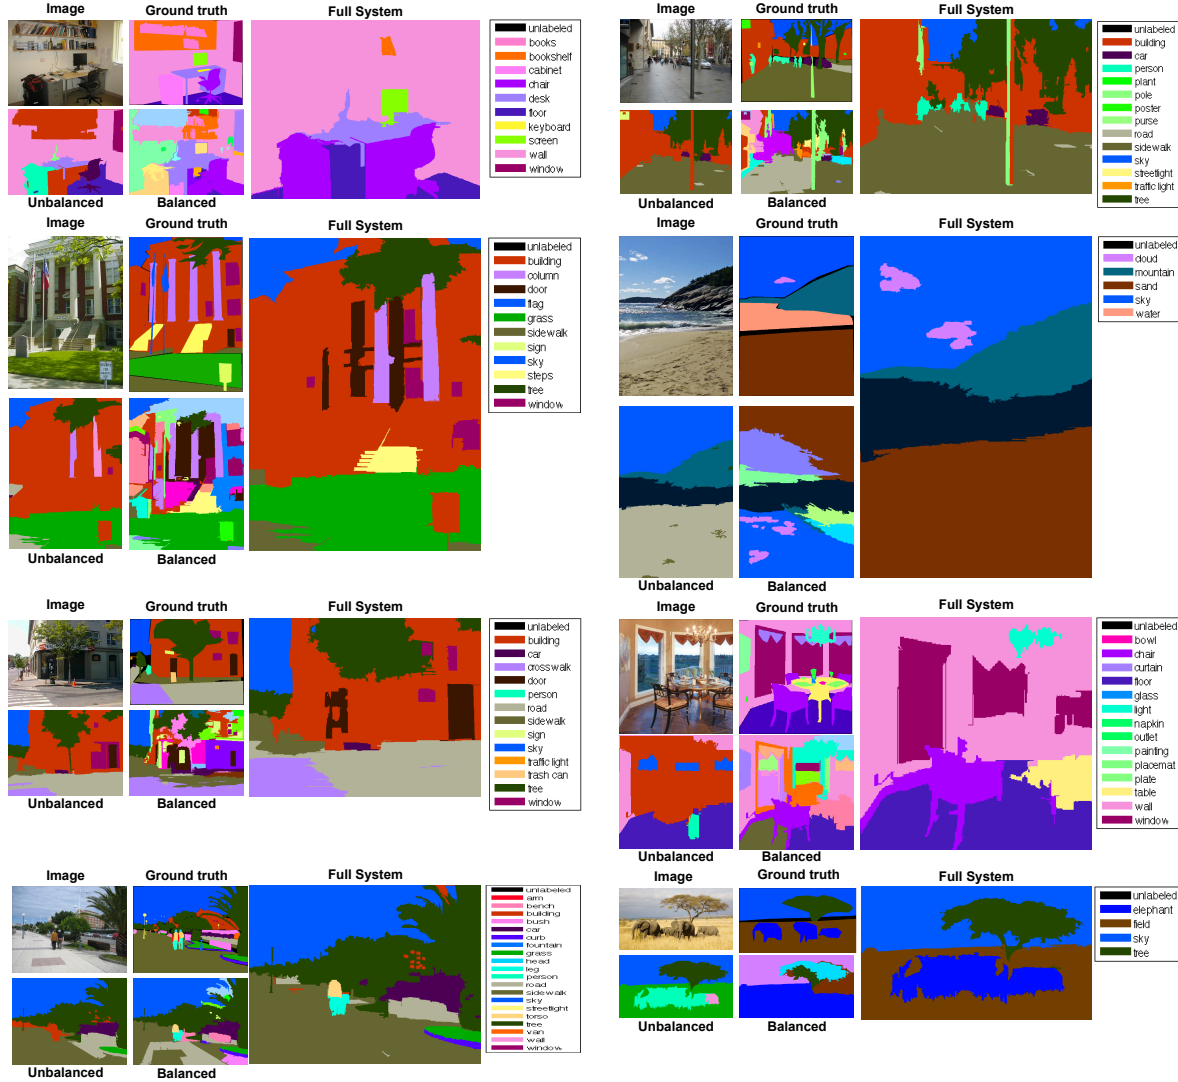 Image
Ground truth
Full System
unlabeled
books
bookshelf
cabinet
chair
desk
floor
keyboard
screen
wall
window
Unbalanced
Balanced
Image
Ground truth
Full System
unlabeled
building
car
person
plant
pole
poster
purse
road
sidewalk
sky
streetlight
traffic light
tree
Unbalanced
Balanced
Image
Ground truth
Full System
unlabeled
building
column
door
flag
grass
sidewalk
sign
sky
steps
tree
window
Unbalanced
Balanced
Image
Ground truth
Full System
unlabeled
cloud
mountain
sand
sky
water
Unbalanced
Balanced
Image
Ground truth
Full System
unlabeled
building
car
crosswalk
door
person
road
sidewalk
sign
sky
traffic light
trash can
tree
window
Unbalanced
Balanced
Image
Ground truth
Full System
unlabeled
bowl
chair
curtain
floor
glass
light
napkin
outlet
painting
placemat
plate
table
wall
window
Unbalanced
Balanced
Image
Ground truth
Full System
unlabeled
arm
bench
building
bush
car
curb
fountain
grass
head
leg
person
road
sidewalk
sky
streetlight
torso
tree
van
wall
window
Unbalanced
Balanced
Image
Ground truth
Full System
unlabeled
elephant
field
sky
tree
Unbalanced
Balanced